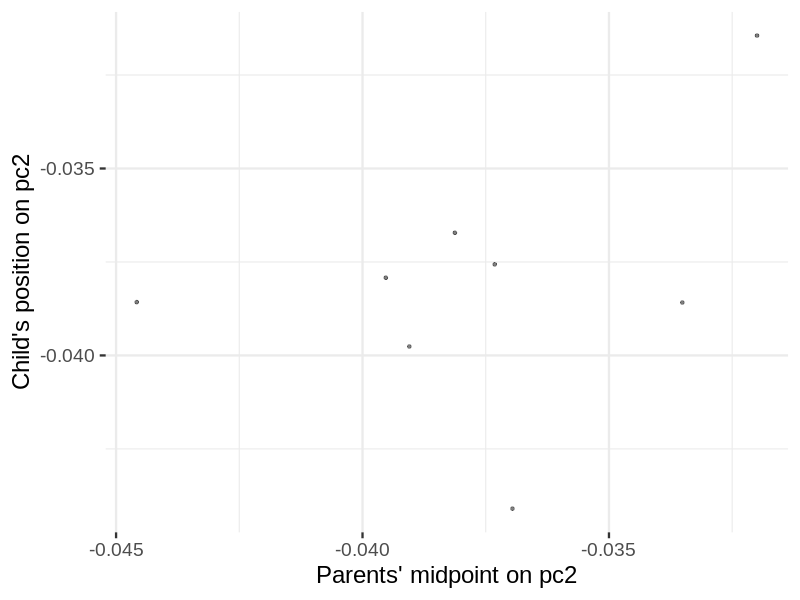 Child's position on pc2
-0.035
-0.040
-0.045
-0.040
-0.035
Parents' midpoint on pc2